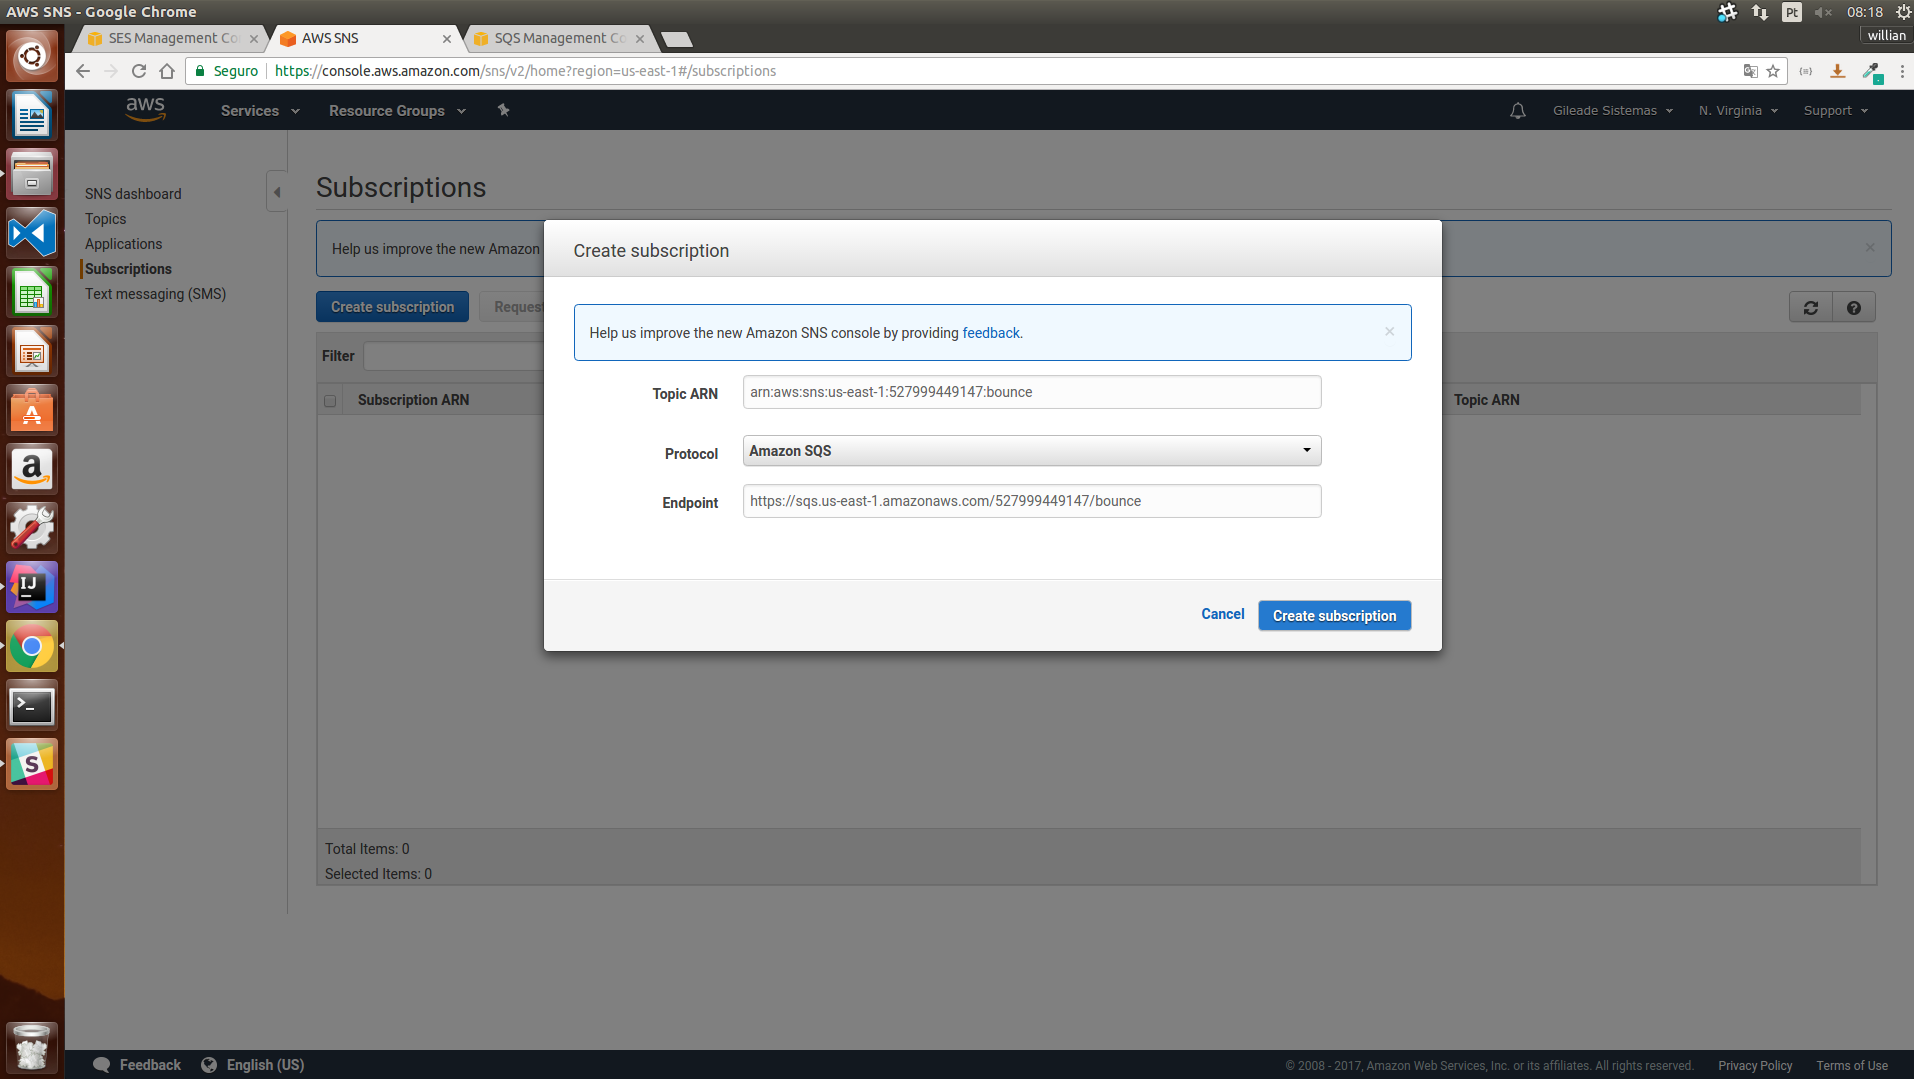 AWS SNS - Google Chrome
Pt
08:18
willian
SES Management Co
AWS SNS
SQS Management Co
Seguro
https://console.aws.amazon.com/sns/v2/home?region=us-east-1#/subscriptions
aws
Services
Resource Groups
Gileade Sistemas
N. Virginia
Support
SNS dashboard
Topics
Applications
Subscriptions
Text messaging (SMS)
Subscriptions
Help us improve the new Amazon
Create subscription
Request
Filter
Subscription ARN
Topic ARN
Create subscription
Help us improve the new Amazon SNS console by providing feedback.
Topic ARN
arn:aws:sns:us-east-1:527999449147:bounce
Protocol
Amazon SQS
Endpoint
https://sqs.us-east-1.amazonaws.com/527999449147/bounce
Cancel
Create subscription
Total Items: 0
Selected Items: 0
Feedback
English (US)
© 2008 - 2017, Amazon Web Services, Inc. or its affiliates. All rights reserved.
Privacy Policy
Terms of Use